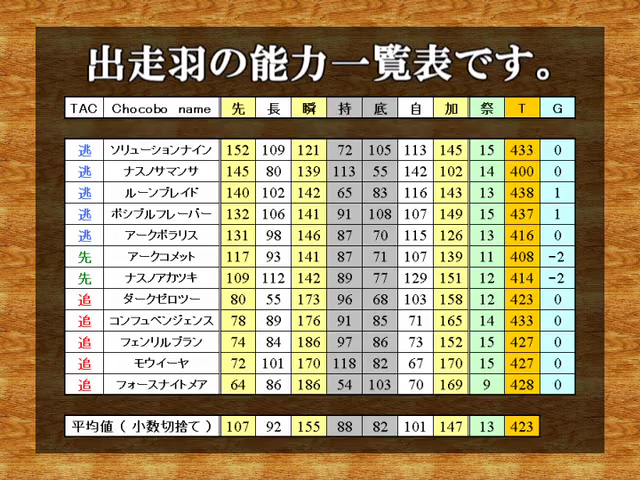 出走羽の能力一覧表です。
TAC Chocobo name 先 長 瞬 持 底 自 加 祭 T G
逃 ソリューションナイン 152 109 121 72 105 113 145 15 433 0
逃 ナスノサマンサ 145 80 139 113 55 142 102 14 400 0
逃 ルーンブレイド 140 102 142 65 83 116 143 13 438 1
逃 ポシブルフレーバー 132 106 141 91 108 107 149 15 437 1
逃 アークポラリス 131 98 146 87 70 115 126 13 416 0
先 アークコメット 117 93 141 87 71 107 139 11 408 -2
先 ナスノアカツキ 109 112 142 89 77 129 151 12 414 -2
追 ダークゼロツー 80 55 173 96 68 103 158 12 423 0
追 コンフュベンジェンス 78 89 176 91 85 71 165 14 433 0
追 フェンリルブラン 74 84 186 97 86 73 152 15 427 0
追 モウイーヤ 72 101 170 118 82 67 170 15 427 0
追 フォースナイトメア 64 86 186 54 103 70 169 9 428 0
平均値(小数切捨て) 107 92 155 88 82 101 147 13 423